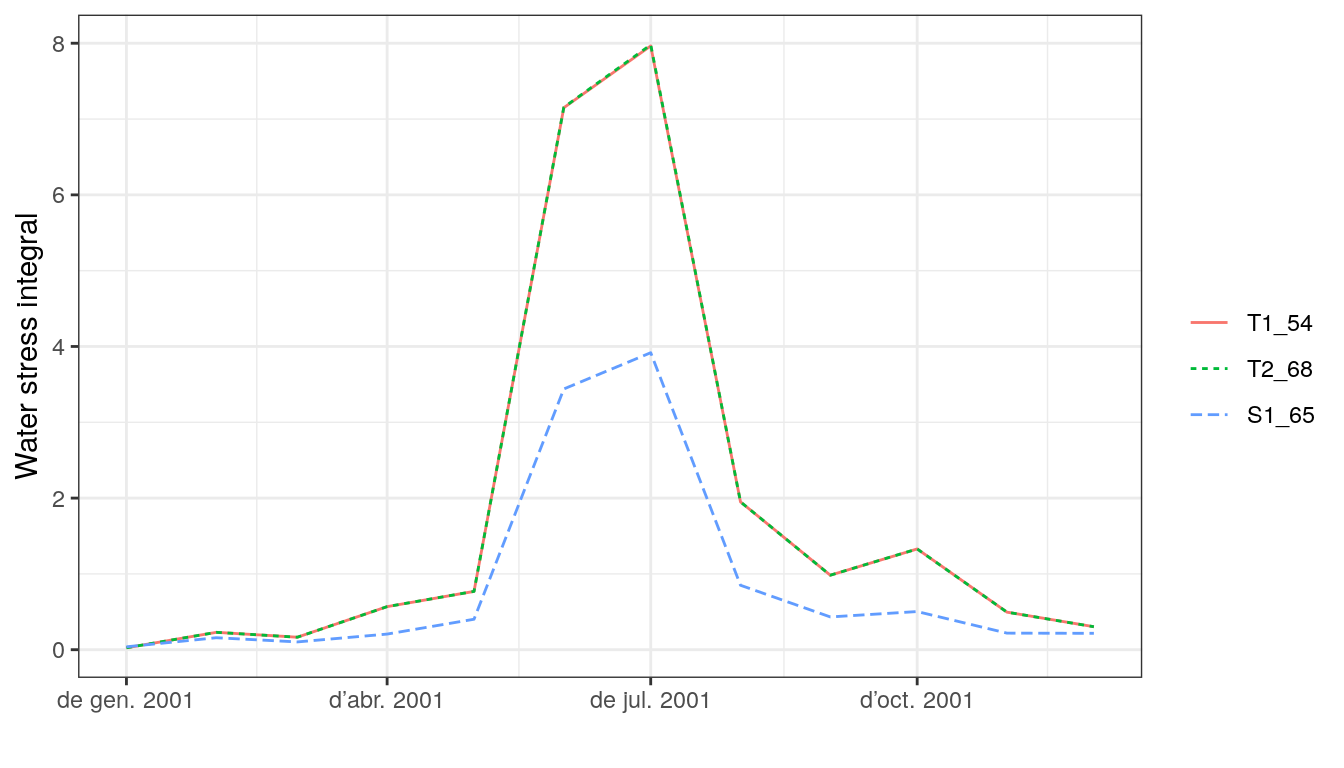 Water stress integral
8
6
4
2
0
de gen. 2001
d’abr. 2001
de jul. 2001
d’oct. 2001
T1_54
T2_68
S1_65